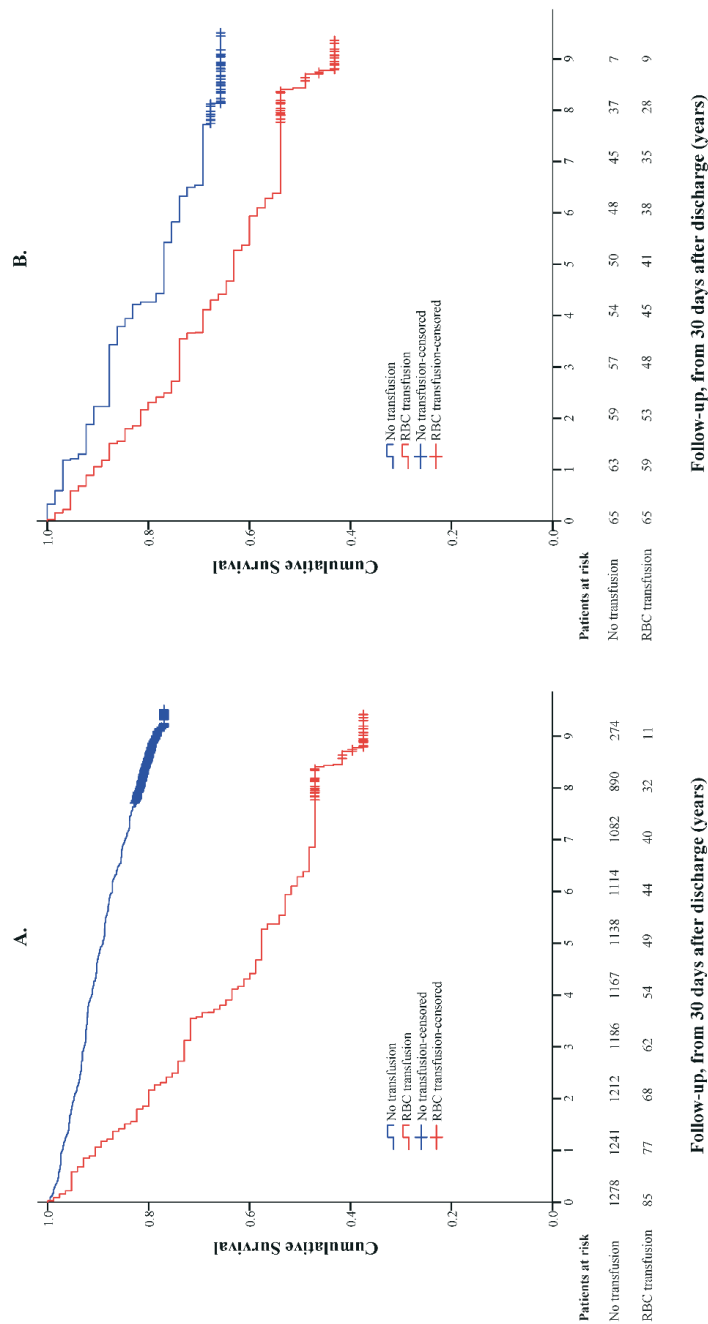 A.
Cumulative Survival
1.0
0.8
0.6
0.4
0.2
0.0
No transfusion
RBC transfusion
No transfusion-censored
RBC transfusion-censored
0 1 2 3 4 5 6 7 8 9
Patients at risk
No transfusion 1278 1241 1212 1186 1167 1138 1114 1082 890 274
RBC transfusion 85 77 68 62 54 49 44 40 32 11
Follow-up, from 30 days after discharge (years)
B.
Cumulative Survival
1.0
0.8
0.6
0.4
0.2
0.0
No transfusion
RBC transfusion
No transfusion-censored
RBC transfusion-censored
0 1 2 3 4 5 6 7 8 9
Patients at risk
No transfusion 65 63 59 57 54 50 48 45 37 7
RBC transfusion 65 59 53 48 45 41 38 35 28 9
Follow-up, from 30 days after discharge (years)